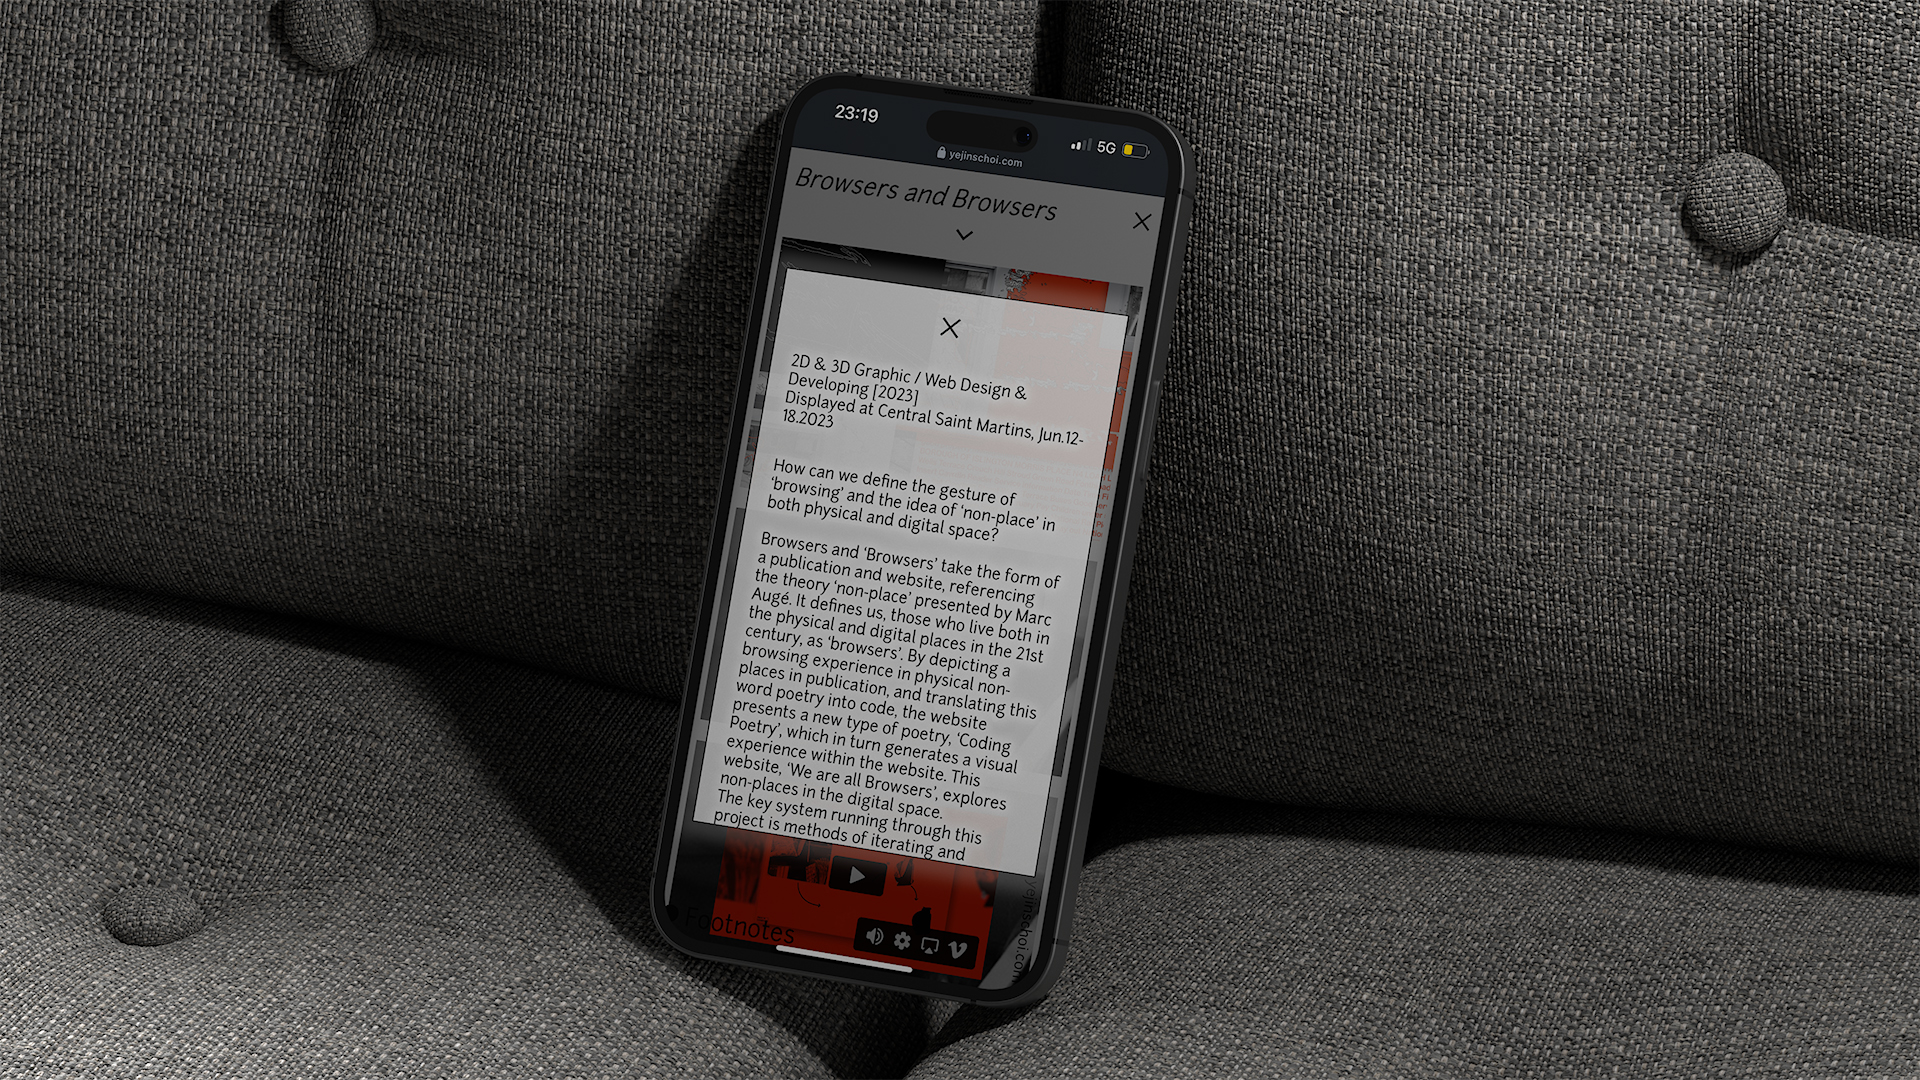 23:19
5G
yejinschoi.com
Browsers and Browsers
2D & 3D Graphic / Web Design &
Developing [2023]
Displayed at Central Saint Martins, Jun.12-
18.2023
How can we define the gesture of
‘browsing’ and the idea of ‘non-place’ in
both physical and digital space?
Browsers and ‘Browsers’ take the form of
a publication and website, referencing
the theory ‘non-place’ presented by Marc
Augé. It defines us, those who live both in
the physical and digital places in the 21st
century, as ‘browsers’. By depicting a
browsing experience in physical non-
places in publication, and translating this
word poetry into code, the website
presents a new type of poetry, ‘Coding
Poetry’, which in turn generates a visual
experience within the website. This
website, ‘We are all Browsers’, explores
non-places in the digital space.
The key system running through this
project is methods of iterating and
Footnotes
yejinschoi.com